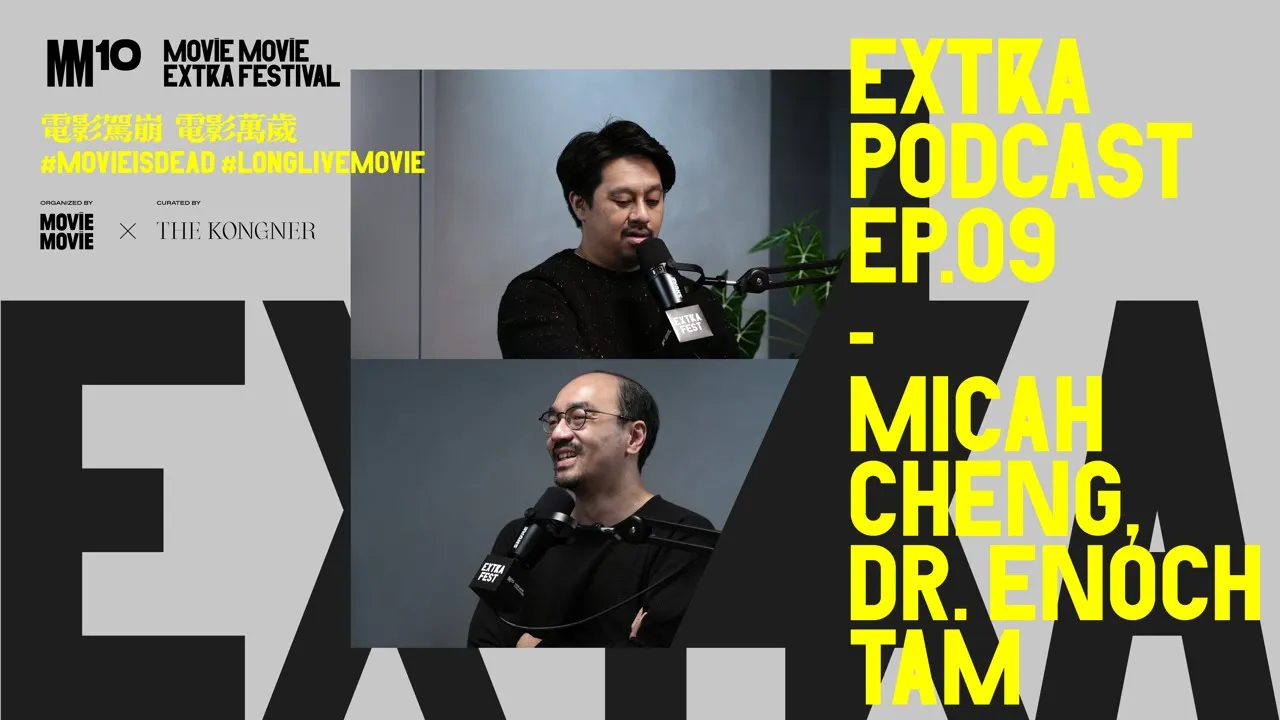 MM10
MOVIE MOVIE
EXTRA FESTIVAL
電影駕崩 電影萬歲
#MOVIEISDEAD #LONGLIVEMOVIE
ORGANIZED BY
MOVIE
MOVIE
×
CURATED BY
THE KONGNER
EXTRA
PODCAST
EP.09
-
MICAH
CHENG,
DR. ENOCH
TAM
EXTRA
FEST
EXTRA
FEST
EXTRA